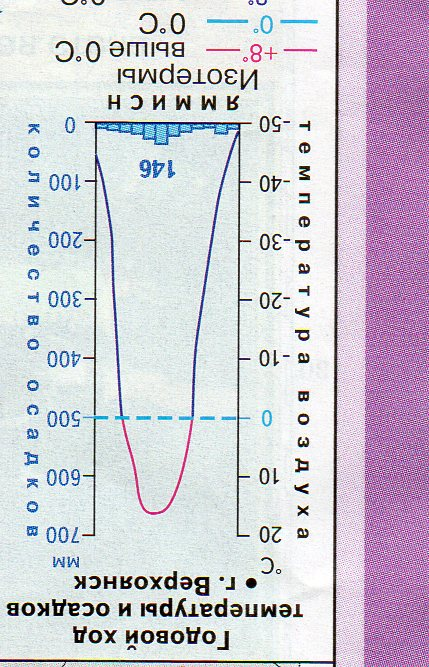 Годовой ход
температуры и осадков
• г. Верхоянск
°C мм
20 700
10 600
0 500
-10 400
-20 300
-30 200
-40 100
-50 0
температура воздуха
количество осадков
146
Я М М И С Н
Изотермы
+8° выше 0°C
0° 0°C